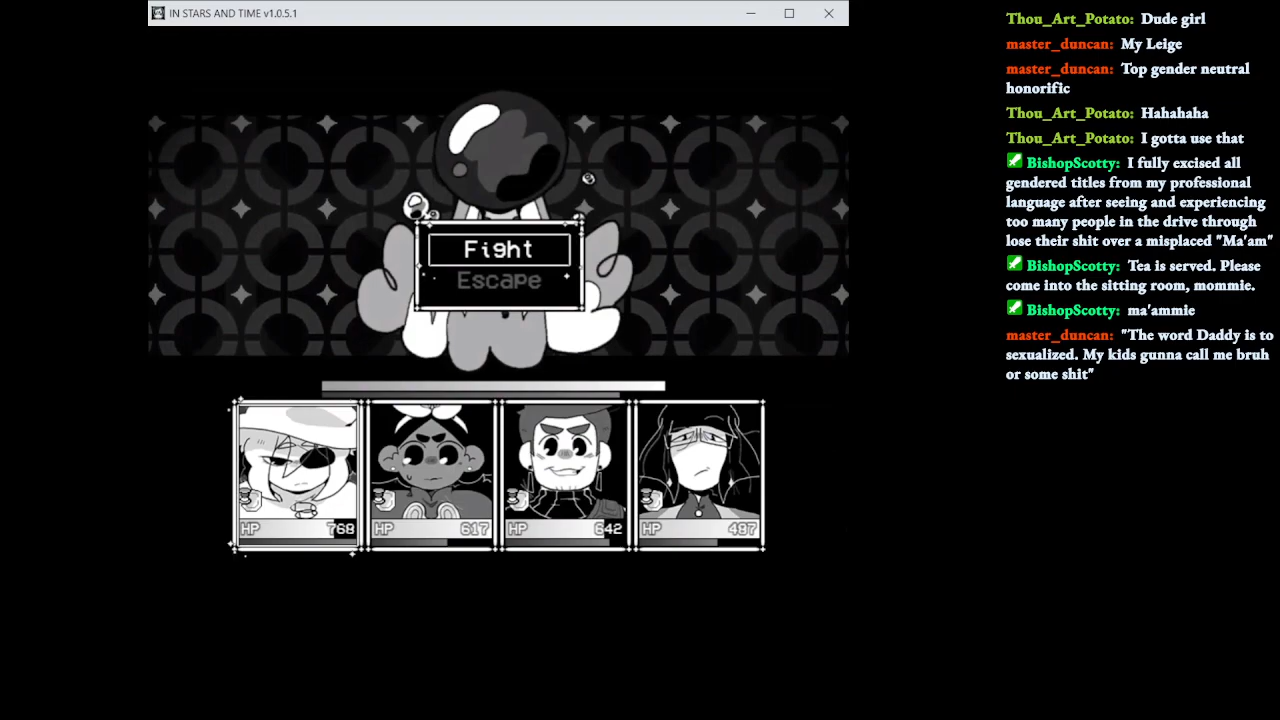 IN STARS AND TIME v1.0.5.1
Fight
Escape
HP 768
HP 617
HP 642
HP 497
Thou_Art_Potato: Dude girl
master_duncan: My Leige
master_duncan: Top gender neutral
honorific
Thou_Art_Potato: Hahahaha
Thou_Art_Potato: I gotta use that
BishopScotty: I fully excised all
gendered titles from my professional
language after seeing and experiencing
too many people in the drive through
lose their shit over a misplaced "Ma'am"
BishopScotty: Tea is served. Please
come into the sitting room, mommie.
BishopScotty: ma'ammie
master_duncan: "The word Daddy is to
sexualized. My kids gunna call me bruh
or some shit"